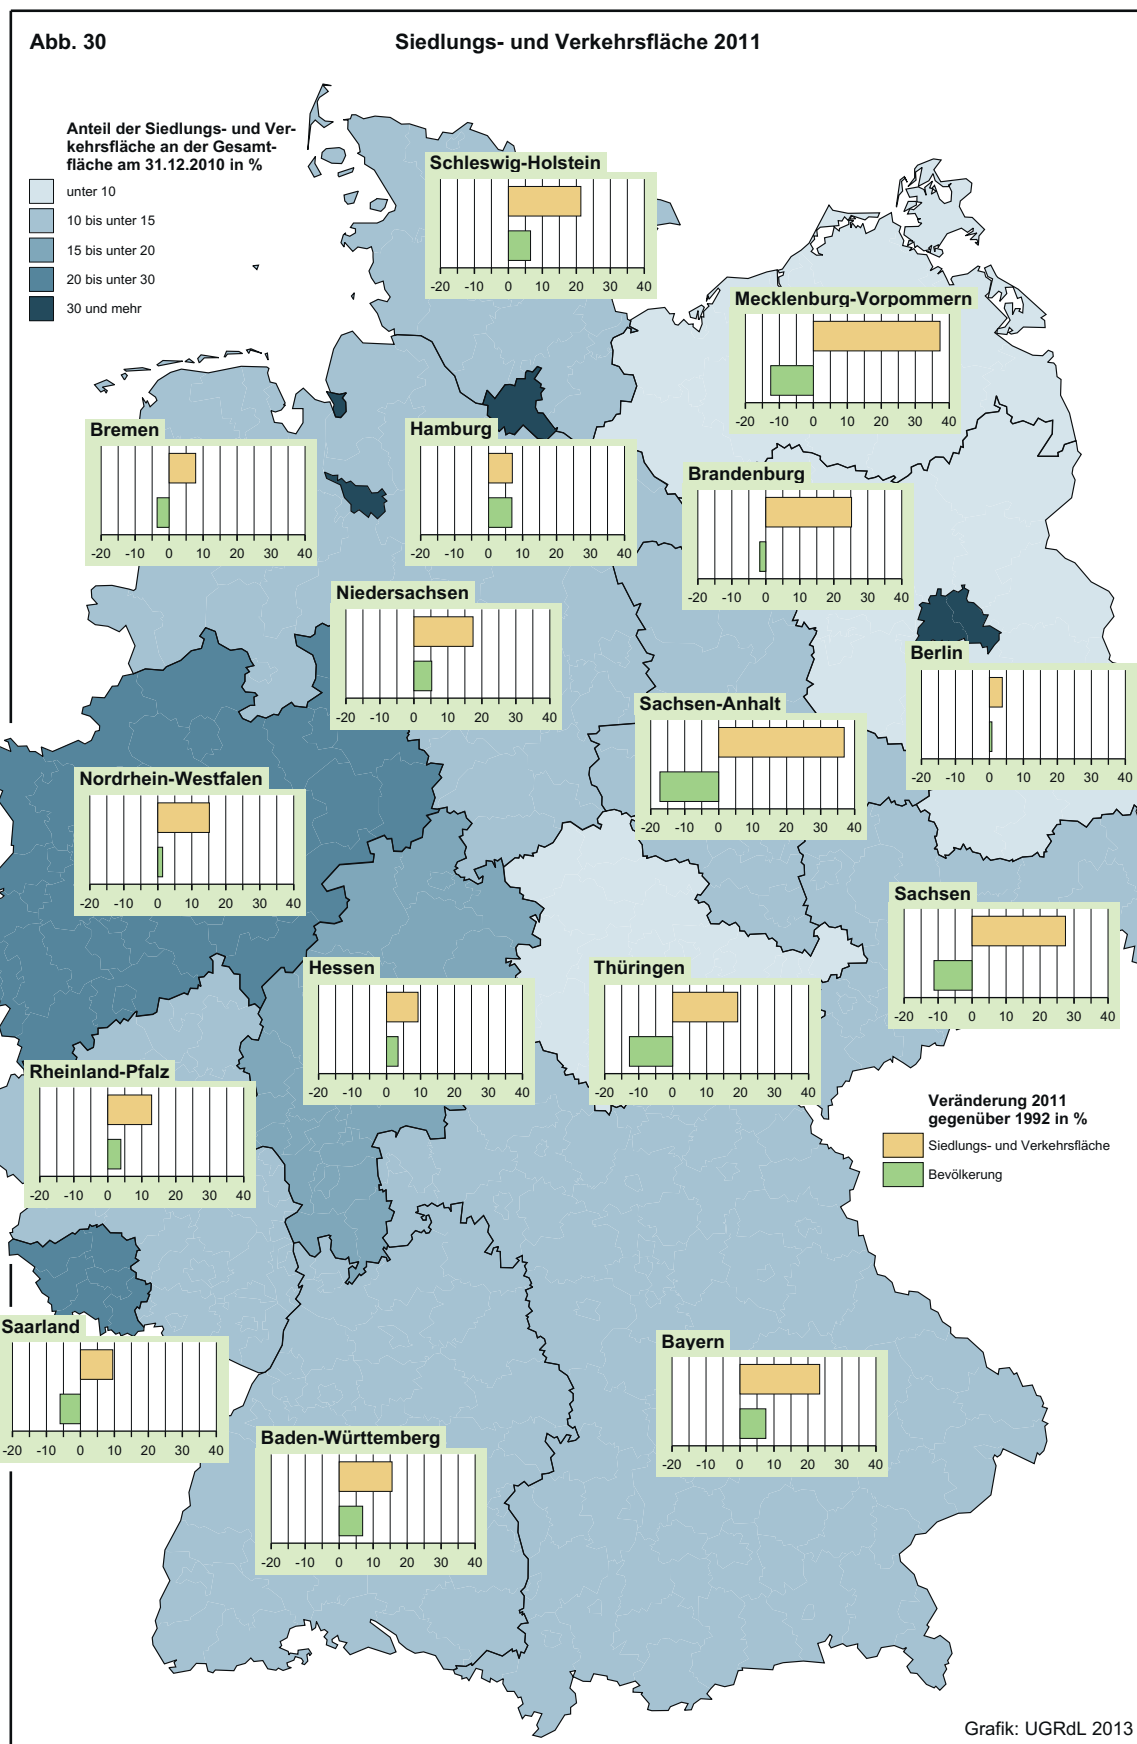 Abb. 30
Siedlungs- und Verkehrsfläche 2011
Anteil der Siedlungs- und Ver-
kehrsfläche an der Gesamt-
fläche am 31.12.2010 in %
unter 10
10 bis unter 15
15 bis unter 20
20 bis unter 30
30 und mehr
Schleswig-Holstein
-20 -10 0 10 20 30 40
Mecklenburg-Vorpommern
-20 -10 0 10 20 30 40
Bremen
-20 -10 0 10 20 30 40
Hamburg
-20 -10 0 10 20 30 40
Brandenburg
-20 -10 0 10 20 30 40
Niedersachsen
-20 -10 0 10 20 30 40
Berlin
-20 -10 0 10 20 30 40
Sachsen-Anhalt
-20 -10 0 10 20 30 40
Nordrhein-Westfalen
-20 -10 0 10 20 30 40
Sachsen
-20 -10 0 10 20 30 40
Hessen
-20 -10 0 10 20 30 40
Thüringen
-20 -10 0 10 20 30 40
Rheinland-Pfalz
-20 -10 0 10 20 30 40
Veränderung 2011
gegenüber 1992 in %
Siedlungs- und Verkehrsfläche
Bevölkerung
Saarland
-20 -10 0 10 20 30 40
Bayern
-20 -10 0 10 20 30 40
Baden-Württemberg
-20 -10 0 10 20 30 40
Grafik: UGRdL 2013